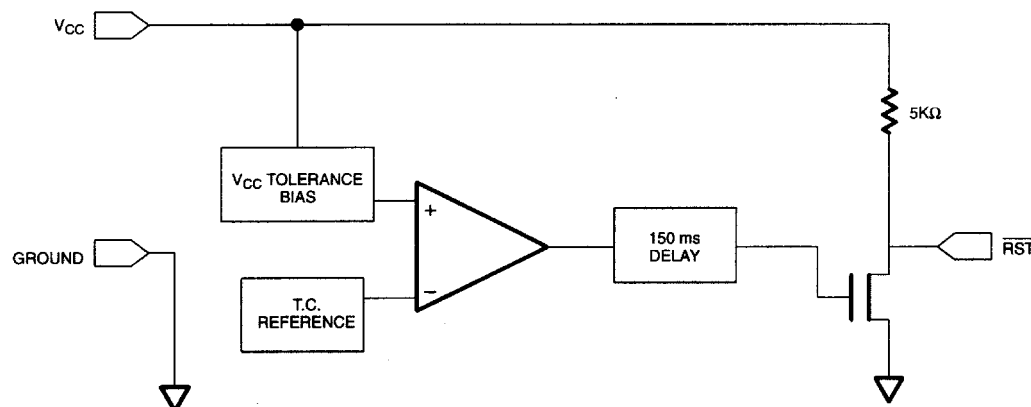 VCC
5KΩ
VCC TOLERANCE
BIAS
+
150 ms
DELAY
RST
GROUND
−
T.C.
REFERENCE